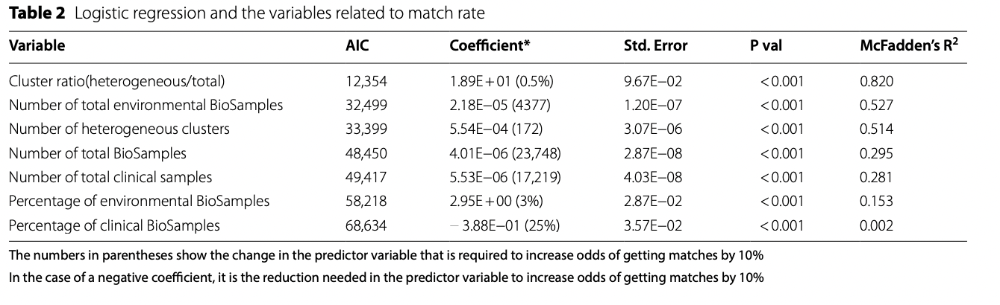 Table 2 Logistic regression and the variables related to match rate
Variable AIC Coefficient* Std. Error P val McFadden's R²
Cluster ratio(heterogeneous/total) 12,354 1.89E+01 (0.5%) 9.67E−02 <0.001 0.820
Number of total environmental BioSamples 32,499 2.18E−05 (4377) 1.20E−07 <0.001 0.527
Number of heterogeneous clusters 33,399 5.54E−04 (172) 3.07E−06 <0.001 0.514
Number of total BioSamples 48,450 4.01E−06 (23,748) 2.87E−08 <0.001 0.295
Number of total clinical samples 49,417 5.53E−06 (17,219) 4.03E−08 <0.001 0.281
Percentage of environmental BioSamples 58,218 2.95E+00 (3%) 2.87E−02 <0.001 0.153
Percentage of clinical BioSamples 68,634 − 3.88E−01 (25%) 3.57E−02 <0.001 0.002
The numbers in parentheses show the change in the predictor variable that is required to increase odds of getting matches by 10%
In the case of a negative coefficient, it is the reduction needed in the predictor variable to increase odds of getting matches by 10%